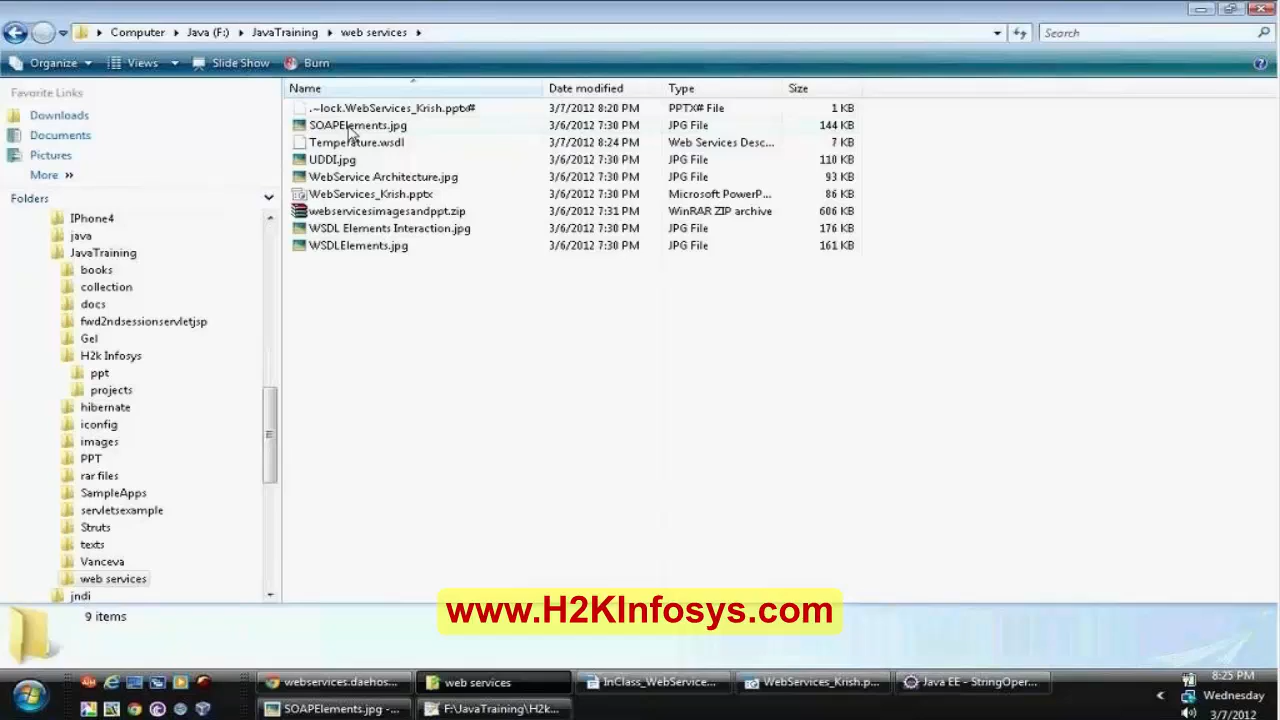 Computer ▸ Java (F:) ▸ JavaTraining ▸ web services ▸
Search
Organize Views Slide Show Burn
Favorite Links
Downloads
Documents
Pictures
More »
Folders
IPhone4
java
JavaTraining
books
collection
docs
fwd2ndsessionservletjsp
Gel
H2k Infosys
ppt
projects
hibernate
iconfig
images
PPT
rar files
SampleApps
servletsexample
Struts
texts
Vanceva
web services
jndi
Name Date modified Type Size
.~lock.WebServices_Krish.pptx# 3/7/2012 8:20 PM PPTX# File 1 KB
SOAPElements.jpg 3/6/2012 7:30 PM JPG File 144 KB
Temperature.wsdl 3/7/2012 8:24 PM Web Services Desc... 7 KB
UDDI.jpg 3/6/2012 7:30 PM JPG File 110 KB
WebService Architecture.jpg 3/6/2012 7:30 PM JPG File 93 KB
WebServices_Krish.pptx 3/6/2012 7:30 PM Microsoft PowerP... 86 KB
webservicesimagesandppt.zip 3/6/2012 7:31 PM WinRAR ZIP archive 606 KB
WSDL Elements Interaction.jpg 3/6/2012 7:30 PM JPG File 176 KB
WSDLElements.jpg 3/6/2012 7:30 PM JPG File 161 KB
9 items
www.H2KInfosys.com
webservices.daehos... web services InClass_WebService... WebServices_Krish.p... Java EE - StringOper...
SOAPElements.jpg -... F:\JavaTraining\H2k...
8:25 PM
Wednesday
3/7/2012